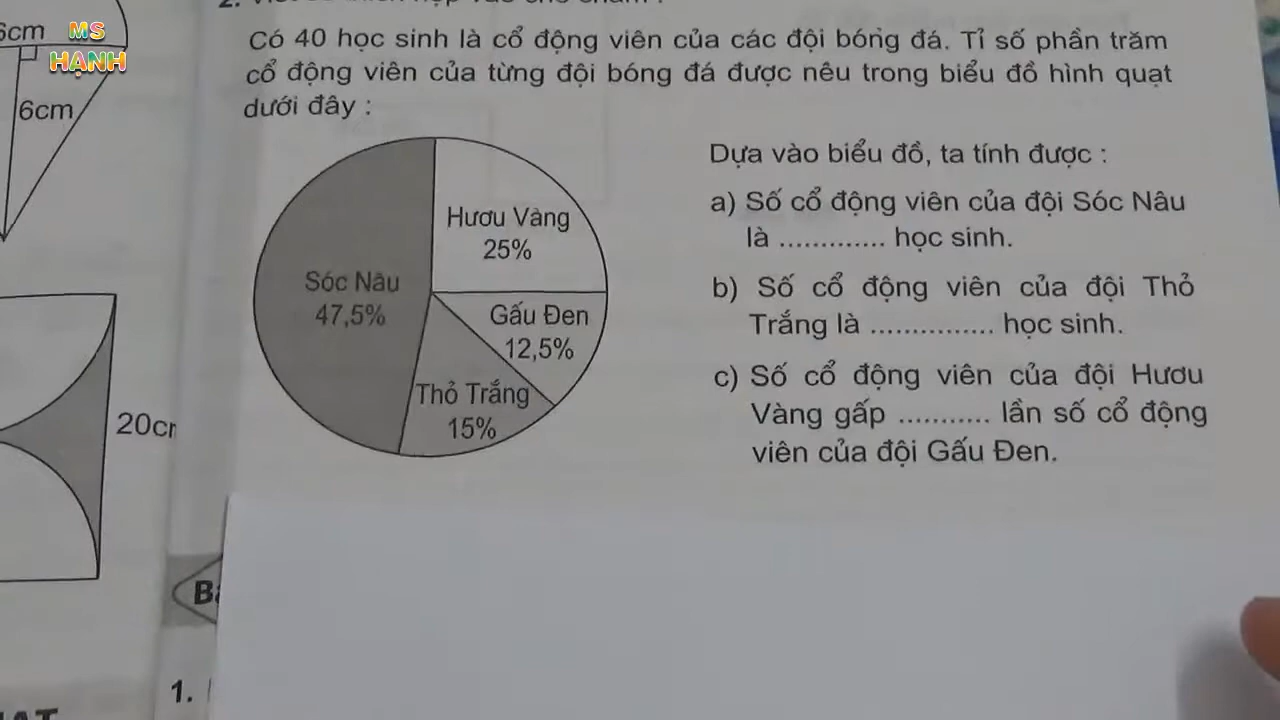 MS
HẠNH
6cm
20cm
2.
Có 40 học sinh là cổ động viên của các đội bóng đá. Tỉ số phần trăm
cổ động viên của từng đội bóng đá được nêu trong biểu đồ hình quạt
dưới đây :
Hươu Vàng
25%
Sóc Nâu
47,5%
Gấu Đen
12,5%
Thỏ Trắng
15%
Dựa vào biểu đồ, ta tính được :
a) Số cổ động viên của đội Sóc Nâu
là ............. học sinh.
b) Số cổ động viên của đội Thỏ
Trắng là ............... học sinh.
c) Số cổ động viên của đội Hươu
Vàng gấp ........... lần số cổ động
viên của đội Gấu Đen.
1.